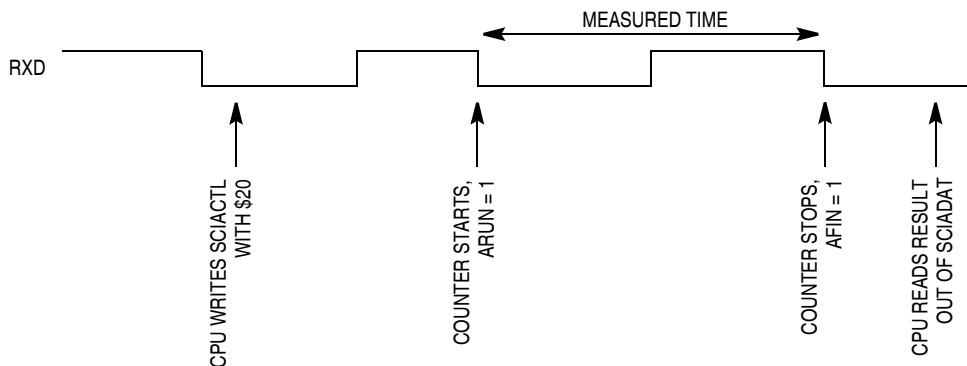 MEASURED TIME
RXD
CPU WRITES SCIACTL
WITH $20
COUNTER STARTS,
ARUN = 1
COUNTER STOPS,
AFIN = 1
CPU READS RESULT
OUT OF SCIADAT